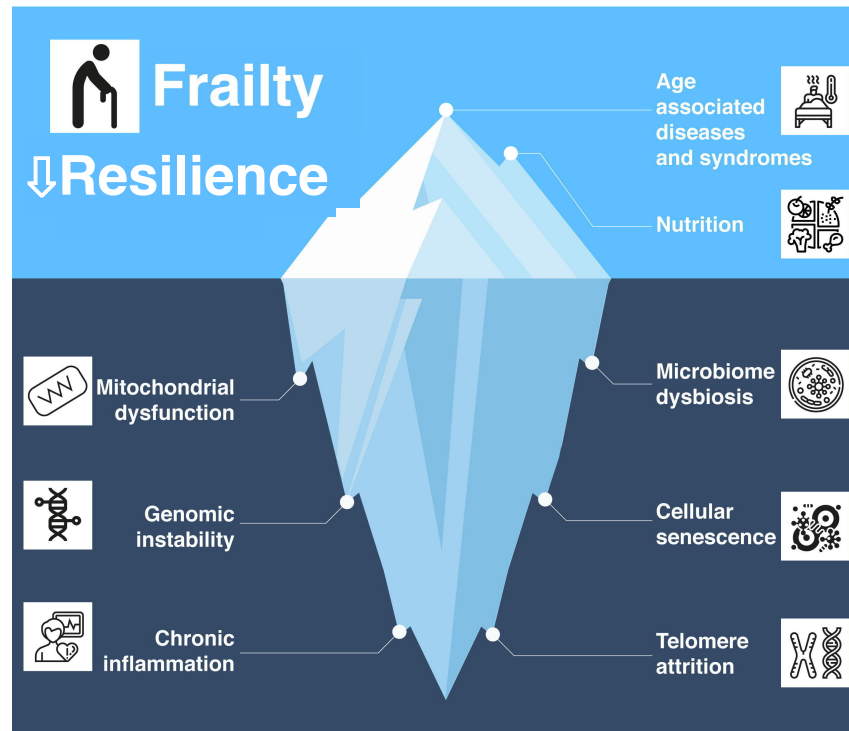 Frailty
⇩Resilience
Age
associated
diseases
and syndromes
Nutrition
Mitochondrial
dysfunction
Genomic
instability
Chronic
inflammation
Microbiome
dysbiosis
Cellular
senescence
Telomere
attrition